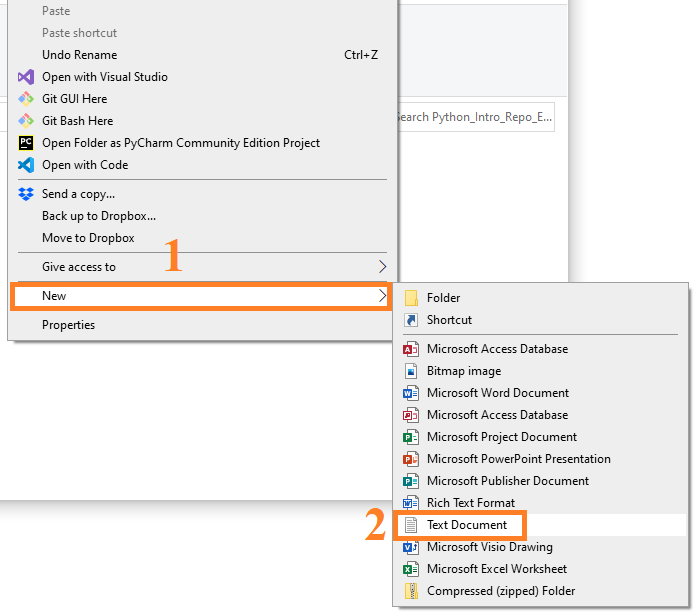 Paste
Paste shortcut
Undo Rename Ctrl+Z
Open with Visual Studio
Git GUI Here
Git Bash Here
Search Python_Intro_Repo_E...
PC Open Folder as PyCharm Community Edition Project
Open with Code
Send a copy...
Back up to Dropbox...
Move to Dropbox
1
Give access to
New
Properties
Folder
Shortcut
Microsoft Access Database
Bitmap image
Microsoft Word Document
Microsoft Access Database
Microsoft Project Document
Microsoft PowerPoint Presentation
Microsoft Publisher Document
Rich Text Format
2 Text Document
Microsoft Visio Drawing
Microsoft Excel Worksheet
Compressed (zipped) Folder